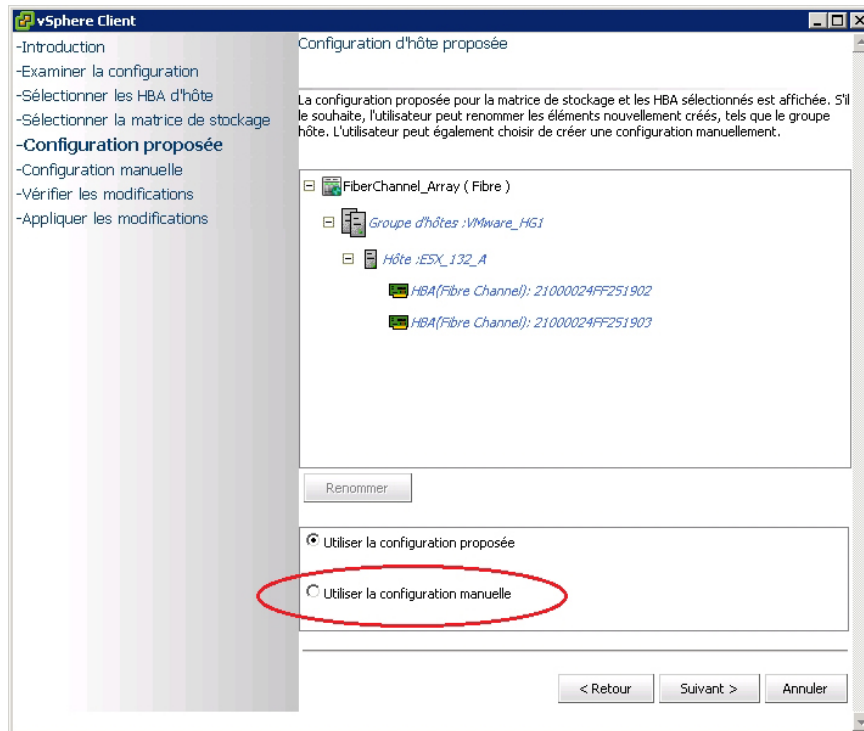 vSphere Client
-Introduction
-Examiner la configuration
-Sélectionner les HBA d'hôte
-Sélectionner la matrice de stockage
-Configuration proposée
-Configuration manuelle
-Vérifier les modifications
-Appliquer les modifications
Configuration d'hôte proposée
La configuration proposée pour la matrice de stockage et les HBA sélectionnés est affichée. S'il
le souhaite, l'utilisateur peut renommer les éléments nouvellement créés, tels que le groupe
hôte. L'utilisateur peut également choisir de créer une configuration manuellement.
FiberChannel_Array ( Fibre )
Groupe d'hôtes :VMware_HG1
Hôte :ESX_132_A
HBA(Fibre Channel): 21000024FF251902
HBA(Fibre Channel): 21000024FF251903
Renommer
Utiliser la configuration proposée
Utiliser la configuration manuelle
< Retour
Suivant >
Annuler